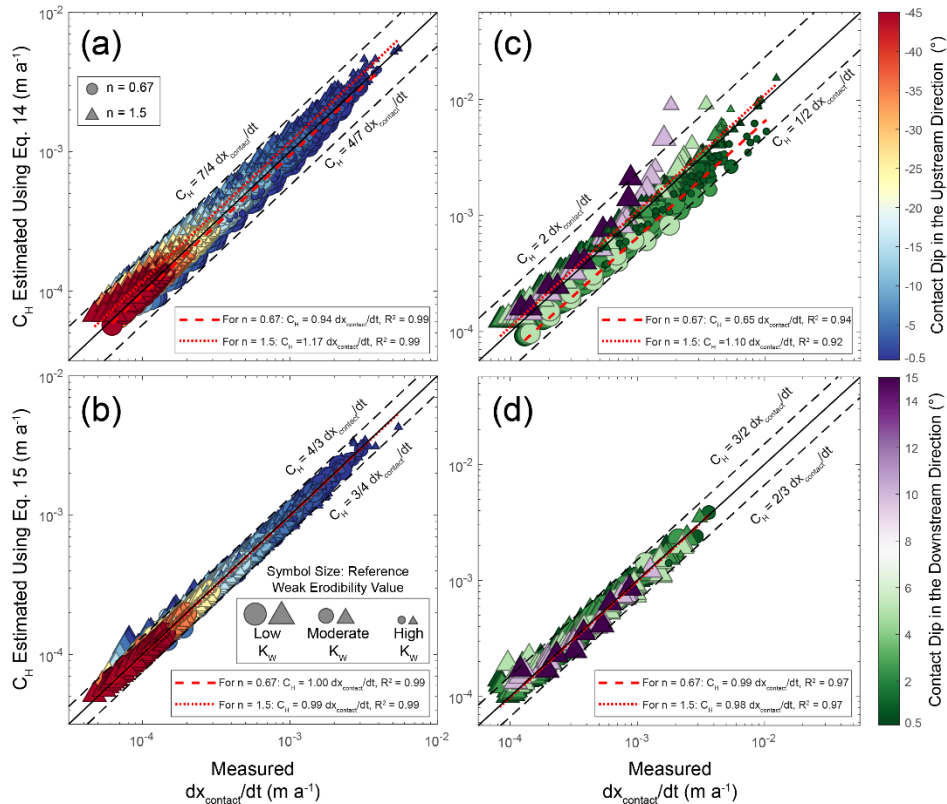 (a)
n = 0.67
n = 1.5
C_H = 7/4 dx_contact/dt
C_H = 4/7 dx_contact/dt
For n = 0.67: C_H = 0.94 dx_contact/dt, R² = 0.99
For n = 1.5: C_H =1.17 dx_contact/dt, R² = 0.99
10^-2
10^-3
10^-4
C_H Estimated Using Eq. 14 (m a^-1)
(c)
C_H = 2 dx_contact/dt
C_H = 1/2 dx_contact/dt
For n = 0.67: C_H = 0.65 dx_contact/dt, R² = 0.94
For n = 1.5: C_H =1.10 dx_contact/dt, R² = 0.92
10^-2
10^-3
10^-4
-45
-40
-35
-30
-25
-20
-15
-10
-5
-0.5
Contact Dip in the Upstream Direction (°)
(b)
C_H = 4/3 dx_contact/dt
C_H = 3/4 dx_contact/dt
Symbol Size: Reference
Weak Erodibility Value
Low
K_W
Moderate
K_W
High
K_W
For n = 0.67: C_H = 1.00 dx_contact/dt, R² = 0.99
For n = 1.5: C_H = 0.99 dx_contact/dt, R² = 0.99
10^-2
10^-3
10^-4
C_H Estimated Using Eq. 15 (m a^-1)
10^-4
10^-3
10^-2
Measured
dx_contact/dt (m a^-1)
(d)
C_H = 3/2 dx_contact/dt
C_H = 2/3 dx_contact/dt
For n = 0.67: C_H = 0.99 dx_contact/dt, R² = 0.97
For n = 1.5: C_H = 0.98 dx_contact/dt, R² = 0.97
10^-2
10^-3
10^-4
10^-4
10^-3
10^-2
Measured
dx_contact/dt (m a^-1)
15
14
12
10
8
6
4
2
0.5
Contact Dip in the Downstream Direction (°)